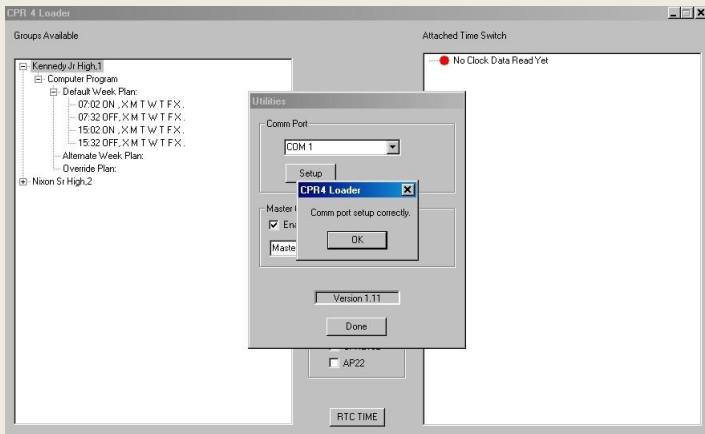 CPR 4 Loader
Groups Available
Attached Time Switch
Kennedy Jr High,1
Computer Program
Default Week Plan:
07:02 ON , X M T W T F X .
07:32 OFF, X M T W T F X .
15:02 ON , X M T W T F X .
15:32 OFF, X M T W T F X .
Alternate Week Plan:
Override Plan:
Nixon Sr High,2
No Clock Data Read Yet
Utilities
Comm Port
COM 1
Setup
CPR4 Loader
Comm port setup correctly.
OK
Master
Ena
Maste
Version 1.11
Done
AP22
RTC TIME